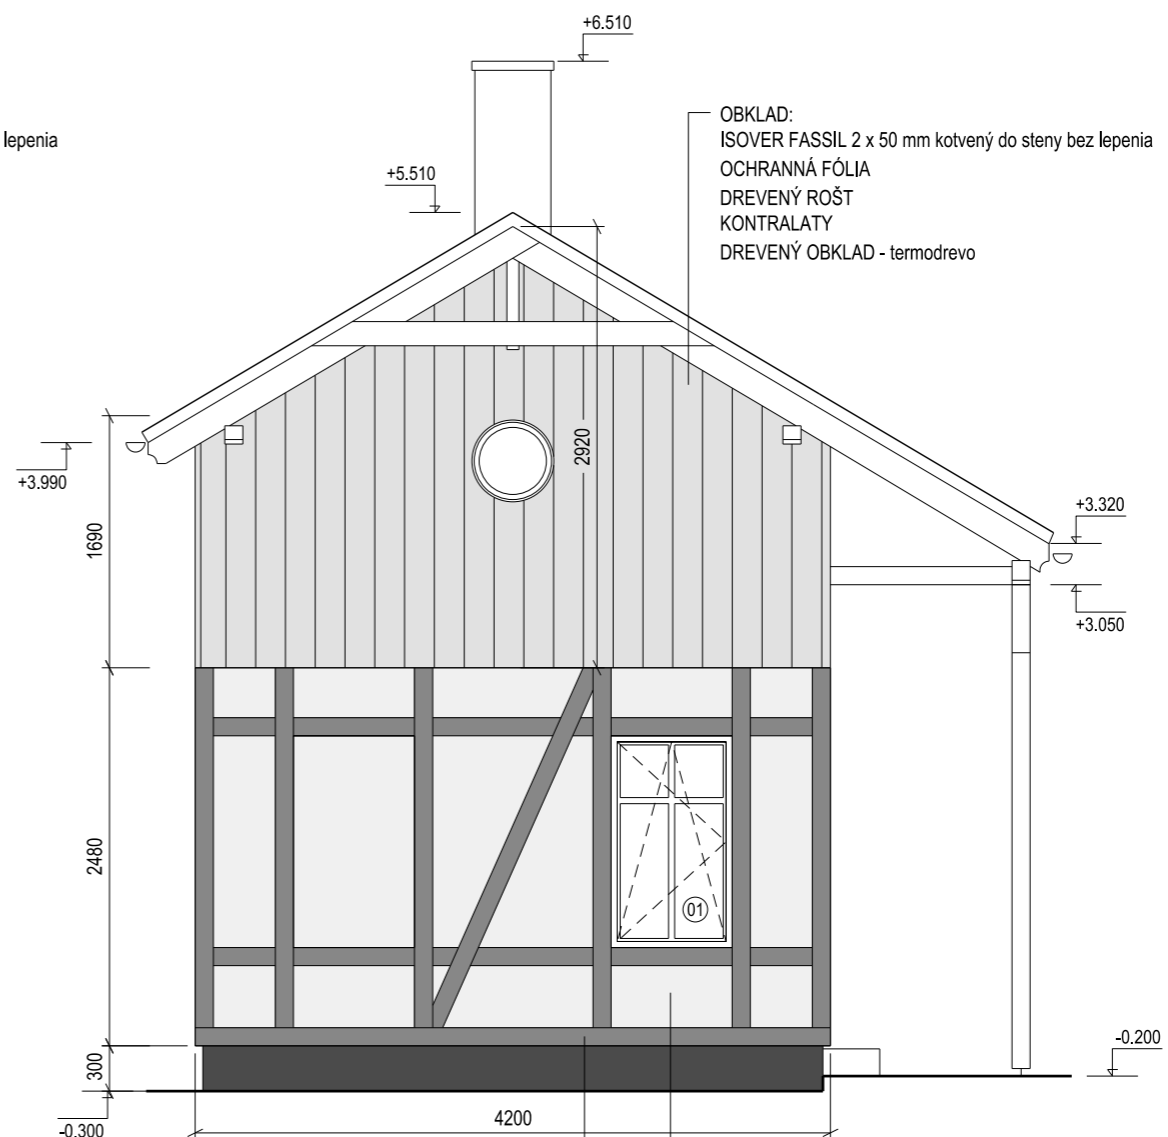 +6.510
OBKLAD:
lepenia
ISOVER FASSIL 2 x 50 mm kotvený do steny bez lepenia
OCHRANNÁ FÓLIA
+5.510
DREVENÝ ROŠT
KONTRALATY
DREVENÝ OBKLAD - termodrevo
2920
+3.990
+3.320
1690
+3.050
2480
01
-0.200
300
4200
-0.300